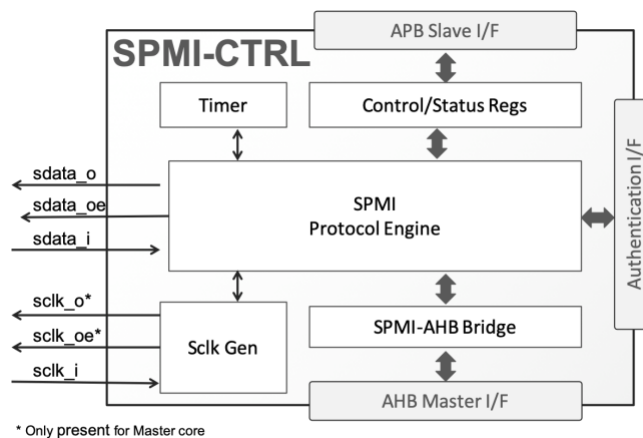 APB Slave I/F
SPMI-CTRL
Timer
Control/Status Regs
Authentication I/F
sdata_o
sdata_oe
sdata_i
SPMI
Protocol Engine
sclk_o*
sclk_oe*
sclk_i
Sclk Gen
SPMI-AHB Bridge
AHB Master I/F
* Only present for Master core